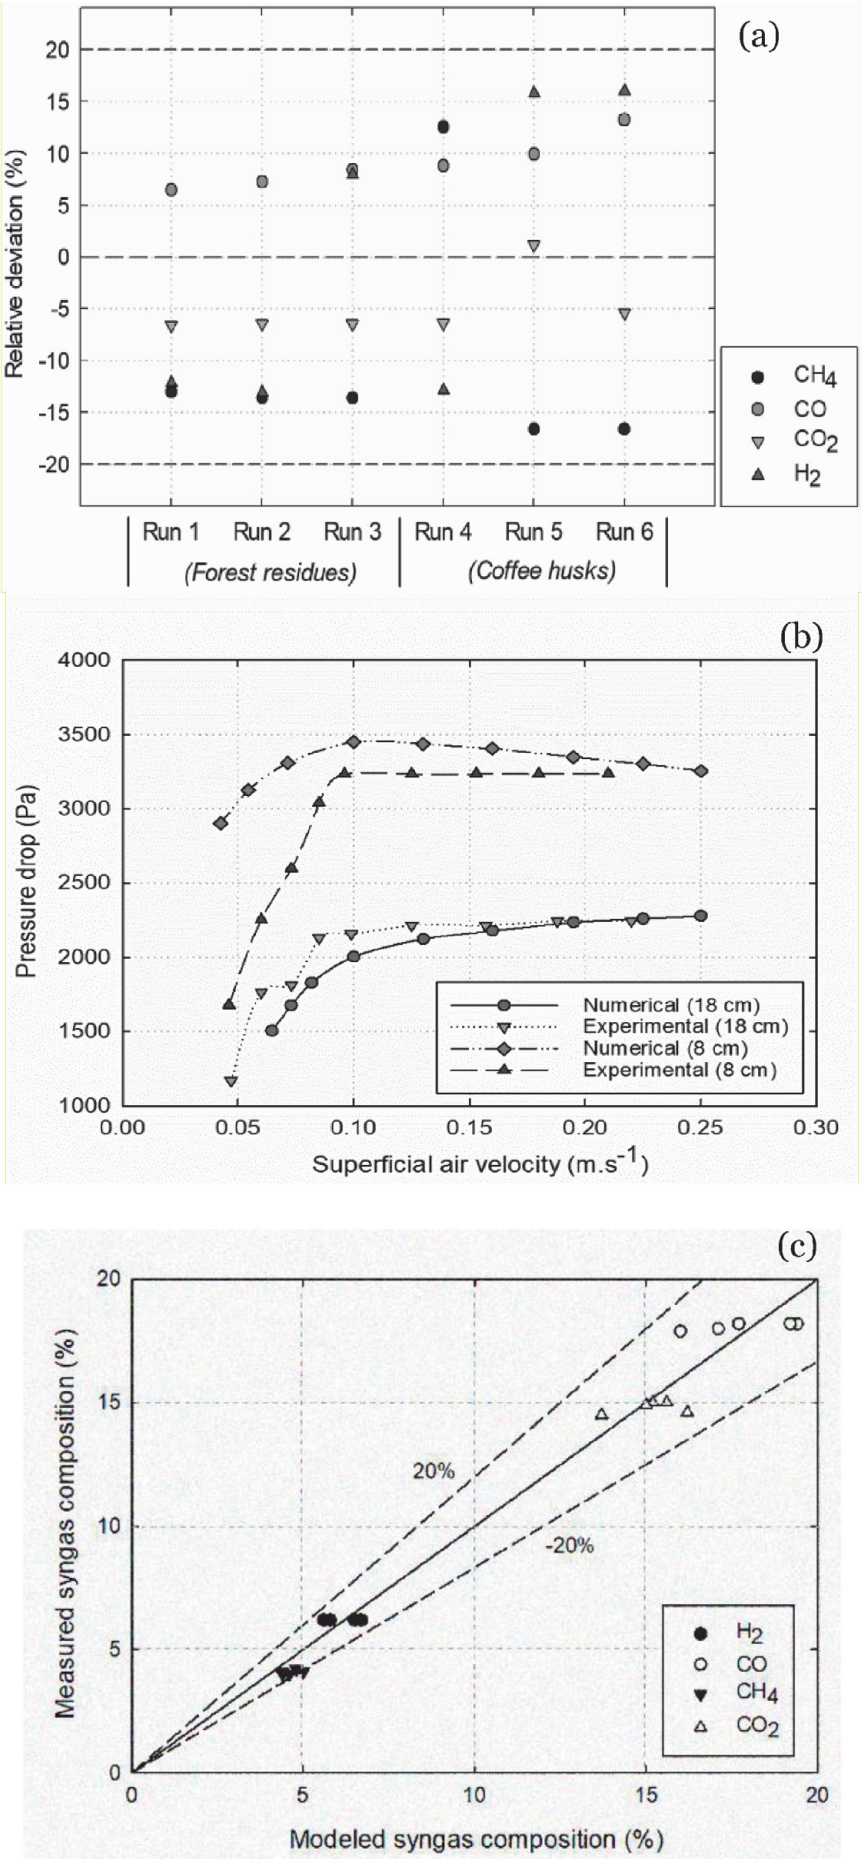 (a)
Relative deviation (%)
20
15
10
5
0
-5
-10
-15
-20
CH4
CO
CO2
H2
Run 1 Run 2 Run 3 Run 4 Run 5 Run 6
(Forest residues) (Coffee husks)
(b)
Pressure drop (Pa)
4000
3500
3000
2500
2000
1500
1000
Numerical (18 cm)
Experimental (18 cm)
Numerical (8 cm)
Experimental (8 cm)
0.00 0.05 0.10 0.15 0.20 0.25 0.30
Superficial air velocity (m.s-1)
(c)
Measured syngas composition (%)
20
15
10
5
0
20%
-20%
H2
CO
CH4
CO2
0 5 10 15 20
Modeled syngas composition (%)